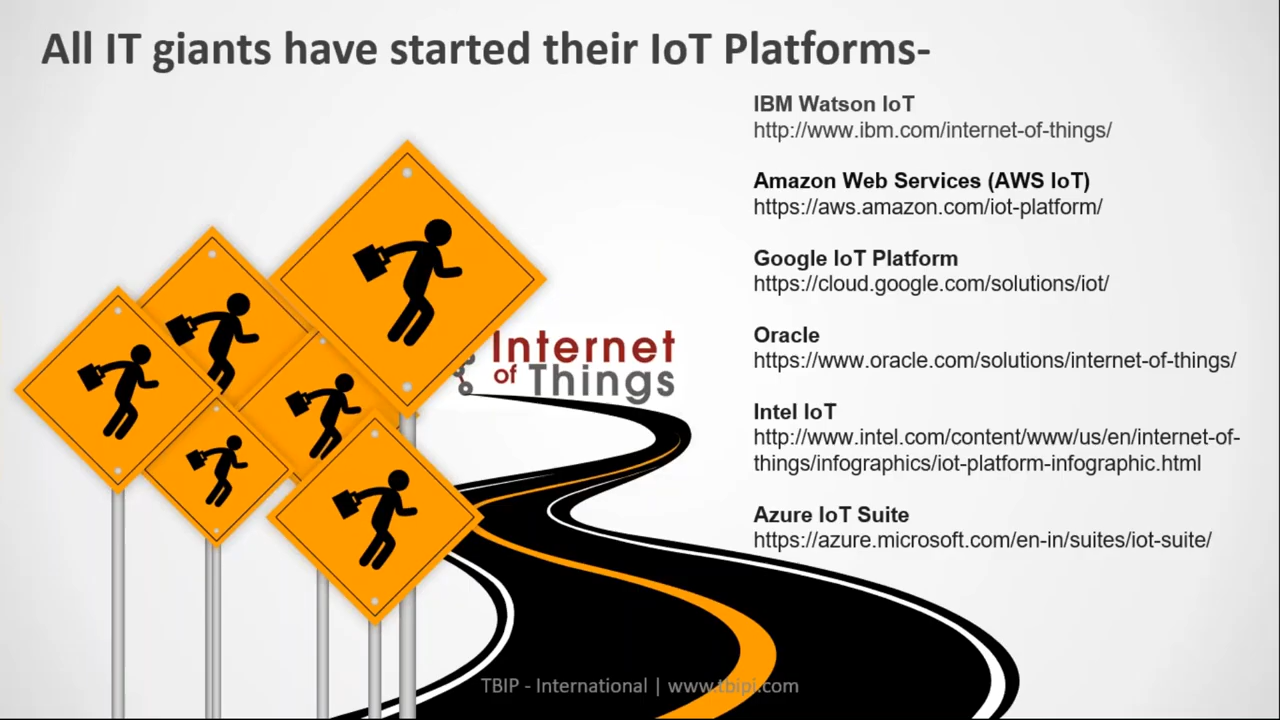 All IT giants have started their IoT Platforms-
IBM Watson IoT
http://www.ibm.com/internet-of-things/
Amazon Web Services (AWS IoT)
https://aws.amazon.com/iot-platform/
Google IoT Platform
https://cloud.google.com/solutions/iot/
Oracle
https://www.oracle.com/solutions/internet-of-things/
Intel IoT
http://www.intel.com/content/www/us/en/internet-of-
things/infographics/iot-platform-infographic.html
Azure IoT Suite
https://azure.microsoft.com/en-in/suites/iot-suite/
Internet
of Things
TBIP - International | www.tbipi.com